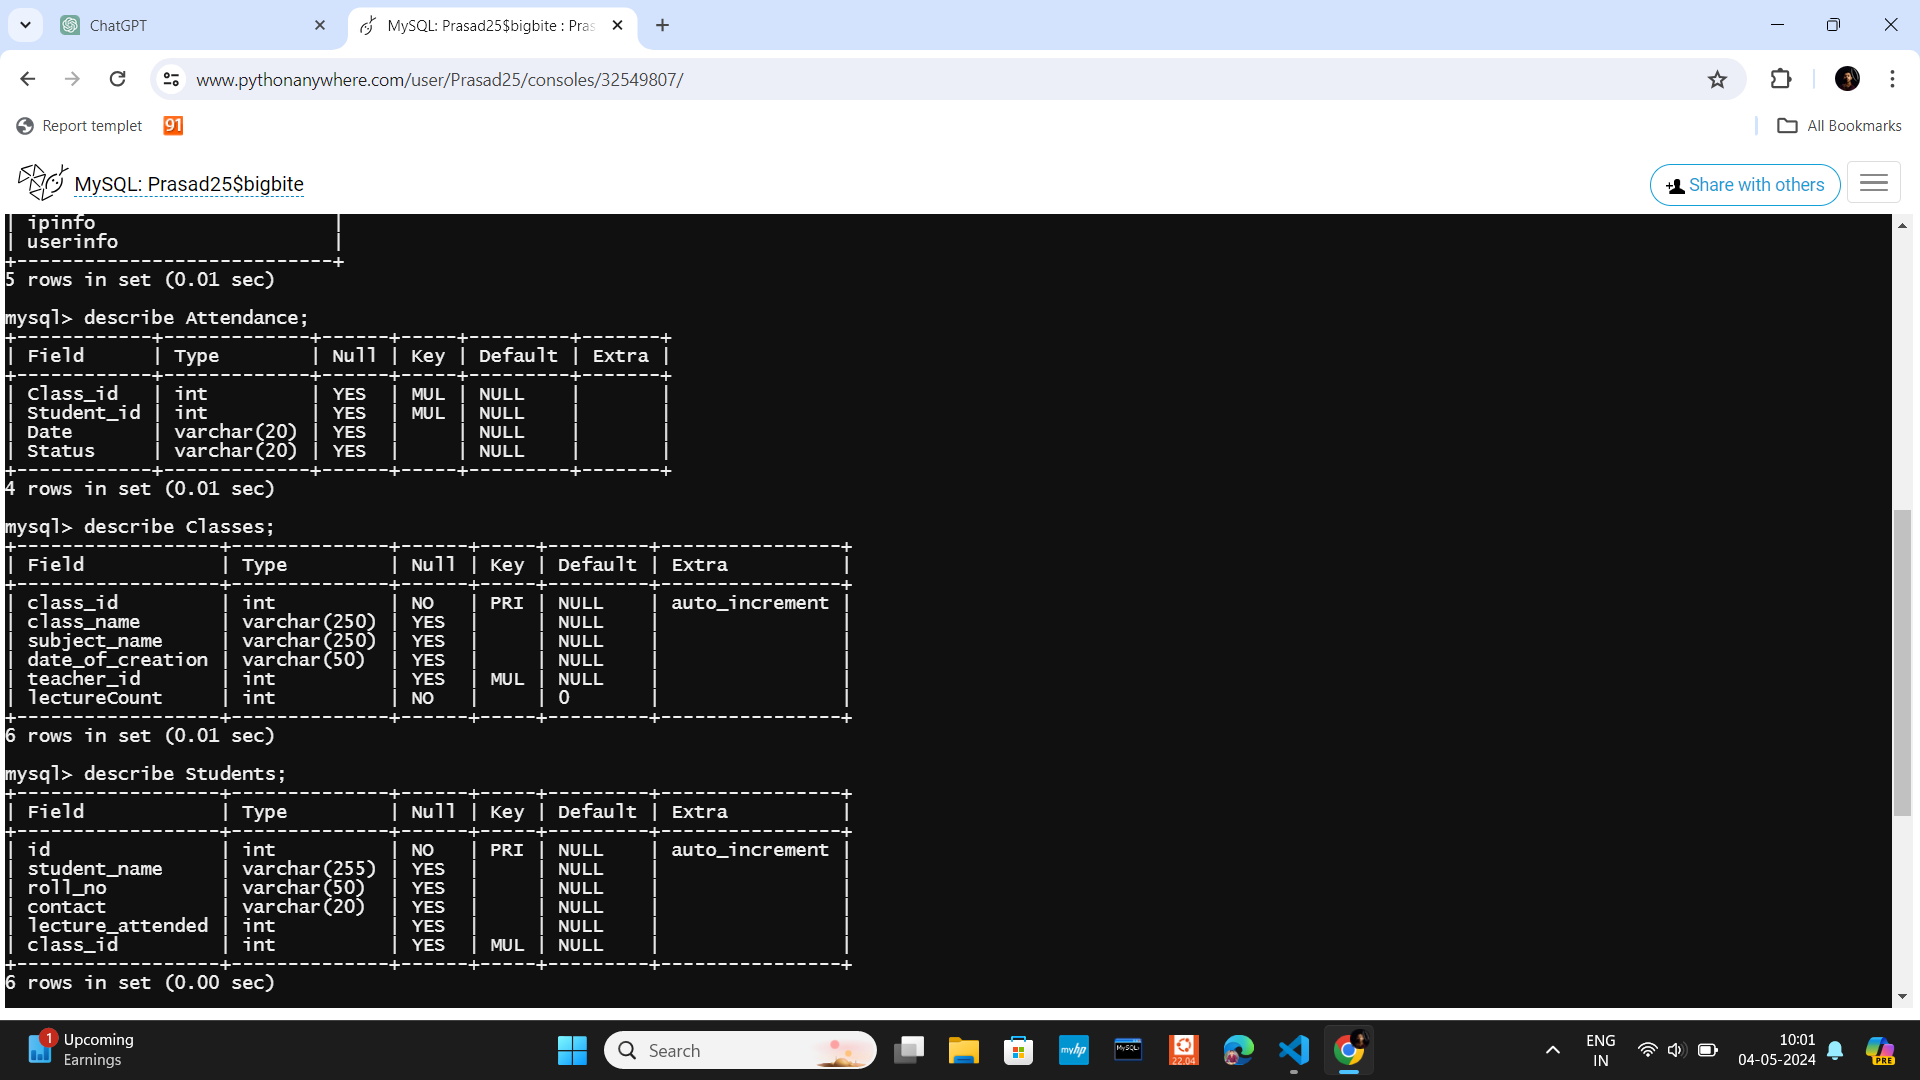 ChatGPT
MySQL: Prasad25$bigbite : Pras
www.pythonanywhere.com/user/Prasad25/consoles/32549807/
Report templet
91
All Bookmarks
MySQL: Prasad25$bigbite
Share with others
| ipinfo                    |
| userinfo                  |
+---------------------------+
5 rows in set (0.01 sec)
mysql> describe Attendance;
+------------+-------------+------+-----+---------+-------+
| Field      | Type        | Null | Key | Default | Extra |
+------------+-------------+------+-----+---------+-------+
| Class_id   | int         | YES  | MUL | NULL    |       |
| Student_id | int         | YES  | MUL | NULL    |       |
| Date       | varchar(20) | YES  |     | NULL    |       |
| Status     | varchar(20) | YES  |     | NULL    |       |
+------------+-------------+------+-----+---------+-------+
4 rows in set (0.01 sec)
mysql> describe Classes;
+------------------+--------------+------+-----+---------+----------------+
| Field            | Type         | Null | Key | Default | Extra          |
+------------------+--------------+------+-----+---------+----------------+
| class_id         | int          | NO   | PRI | NULL    | auto_increment |
| class_name       | varchar(250) | YES  |     | NULL    |                |
| subject_name     | varchar(250) | YES  |     | NULL    |                |
| date_of_creation | varchar(50)  | YES  |     | NULL    |                |
| teacher_id       | int          | YES  | MUL | NULL    |                |
| lectureCount     | int          | NO   |     | 0       |                |
+------------------+--------------+------+-----+---------+----------------+
6 rows in set (0.01 sec)
mysql> describe Students;
+------------------+--------------+------+-----+---------+----------------+
| Field            | Type         | Null | Key | Default | Extra          |
+------------------+--------------+------+-----+---------+----------------+
| id               | int          | NO   | PRI | NULL    | auto_increment |
| student_name     | varchar(255) | YES  |     | NULL    |                |
| roll_no          | varchar(50)  | YES  |     | NULL    |                |
| contact          | varchar(20)  | YES  |     | NULL    |                |
| lecture_attended | int          | YES  |     | NULL    |                |
| class_id         | int          | YES  | MUL | NULL    |                |
+------------------+--------------+------+-----+---------+----------------+
6 rows in set (0.00 sec)
1
Upcoming
Earnings
Search
myhp
MySQL
22.04
ENG
IN
10:01
04-05-2024
PRE